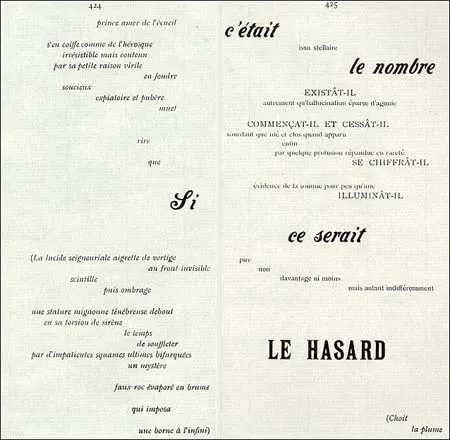 424
prince amer de l'écueil
s'en coiffe comme de l'héroïque
irrésistible mais contenu
par sa petite raison virile
en foudre
soucieux
expiatoire et pubère
muet
rire
que
Si
(La lucide seigneuriale aigrette de vertige
au front invisible
scintille
puis ombrage
une stature mignonne ténébreuse debout
en sa torsion de sirène
le temps
de souffleter
par d'impatientes squames ultimes bifurquées
un mystère
faux roc évaporé en brume
qui imposa
une borne à l'infini)
425
c'était
issu stellaire
le nombre
EXISTÂT-IL
autrement qu'hallucination éparse d'agonie
COMMENÇAT-IL ET CESSÂT-IL
sourdant que nié et clos quand apparu
enfin
par quelque profusion répandue en rareté
SE CHIFFRÂT-IL
évidence de la somme pour peu qu'une
ILLUMINÂT-IL
ce serait
pire
non
davantage ni moins
mais autant indifféremment
LE HASARD
(Choit
la plume